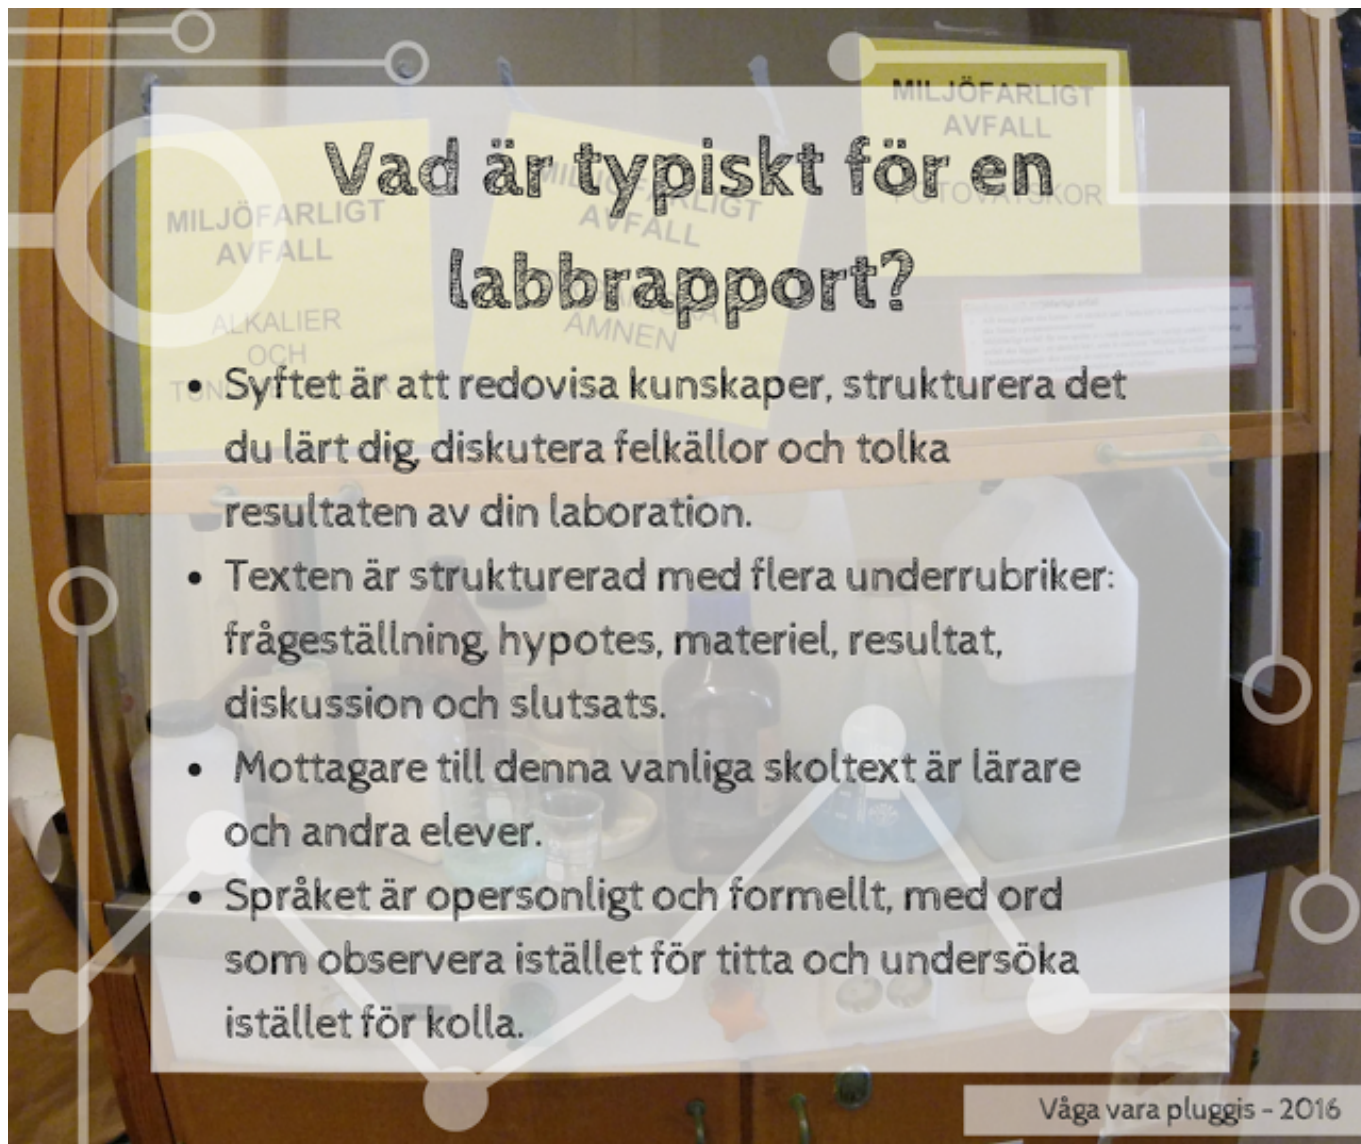 MILJÖFARLIGT
AVFALL
FOTOVÄTSKOR
MILJÖFARLIGT
AVFALL
ÄMNEN
MILJÖFARLIGT
AVFALL
ALKALIER
OCH
Vad är typiskt för en
labbrapport?
• Syftet är att redovisa kunskaper, strukturera det
du lärt dig, diskutera felkällor och tolka
resultaten av din laboration.
• Texten är strukturerad med flera underrubriker:
frågeställning, hypotes, materiel, resultat,
diskussion och slutsats.
• Mottagare till denna vanliga skoltext är lärare
och andra elever.
• Språket är opersonligt och formellt, med ord
som observera istället för titta och undersöka
istället för kolla.
Våga vara pluggis - 2016